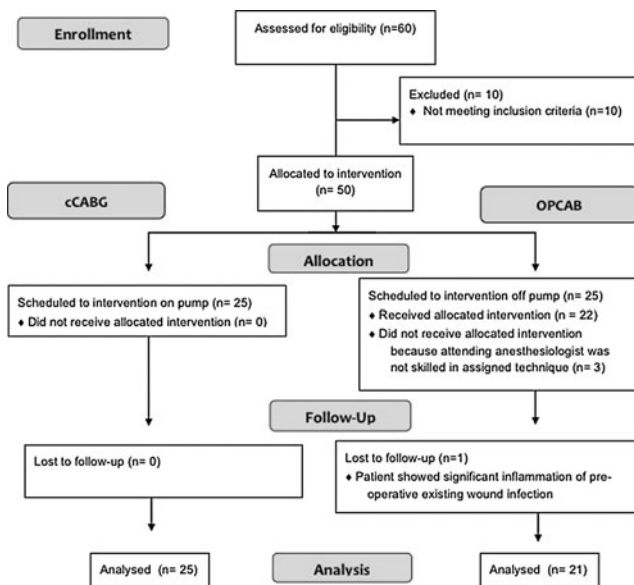 Enrollment
Assessed for eligibility (n=60)
Excluded (n= 10)
♦ Not meeting inclusion criteria (n=10)
Allocated to intervention
(n= 50)
cCABG
OPCAB
Allocation
Scheduled to intervention on pump (n= 25)
♦ Did not receive allocated intervention (n= 0)
Scheduled to intervention off pump (n= 25)
♦ Received allocated intervention (n= 22)
♦ Did not receive allocated intervention
because attending anesthesiologist was
not skilled in assigned technique (n= 3)
Follow-Up
Lost to follow-up (n= 0)
Lost to follow-up (n=1)
♦ Patient showed significant inflammation of pre-
operative existing wound infection
Analysed (n= 25)
Analysis
Analysed (n= 21)